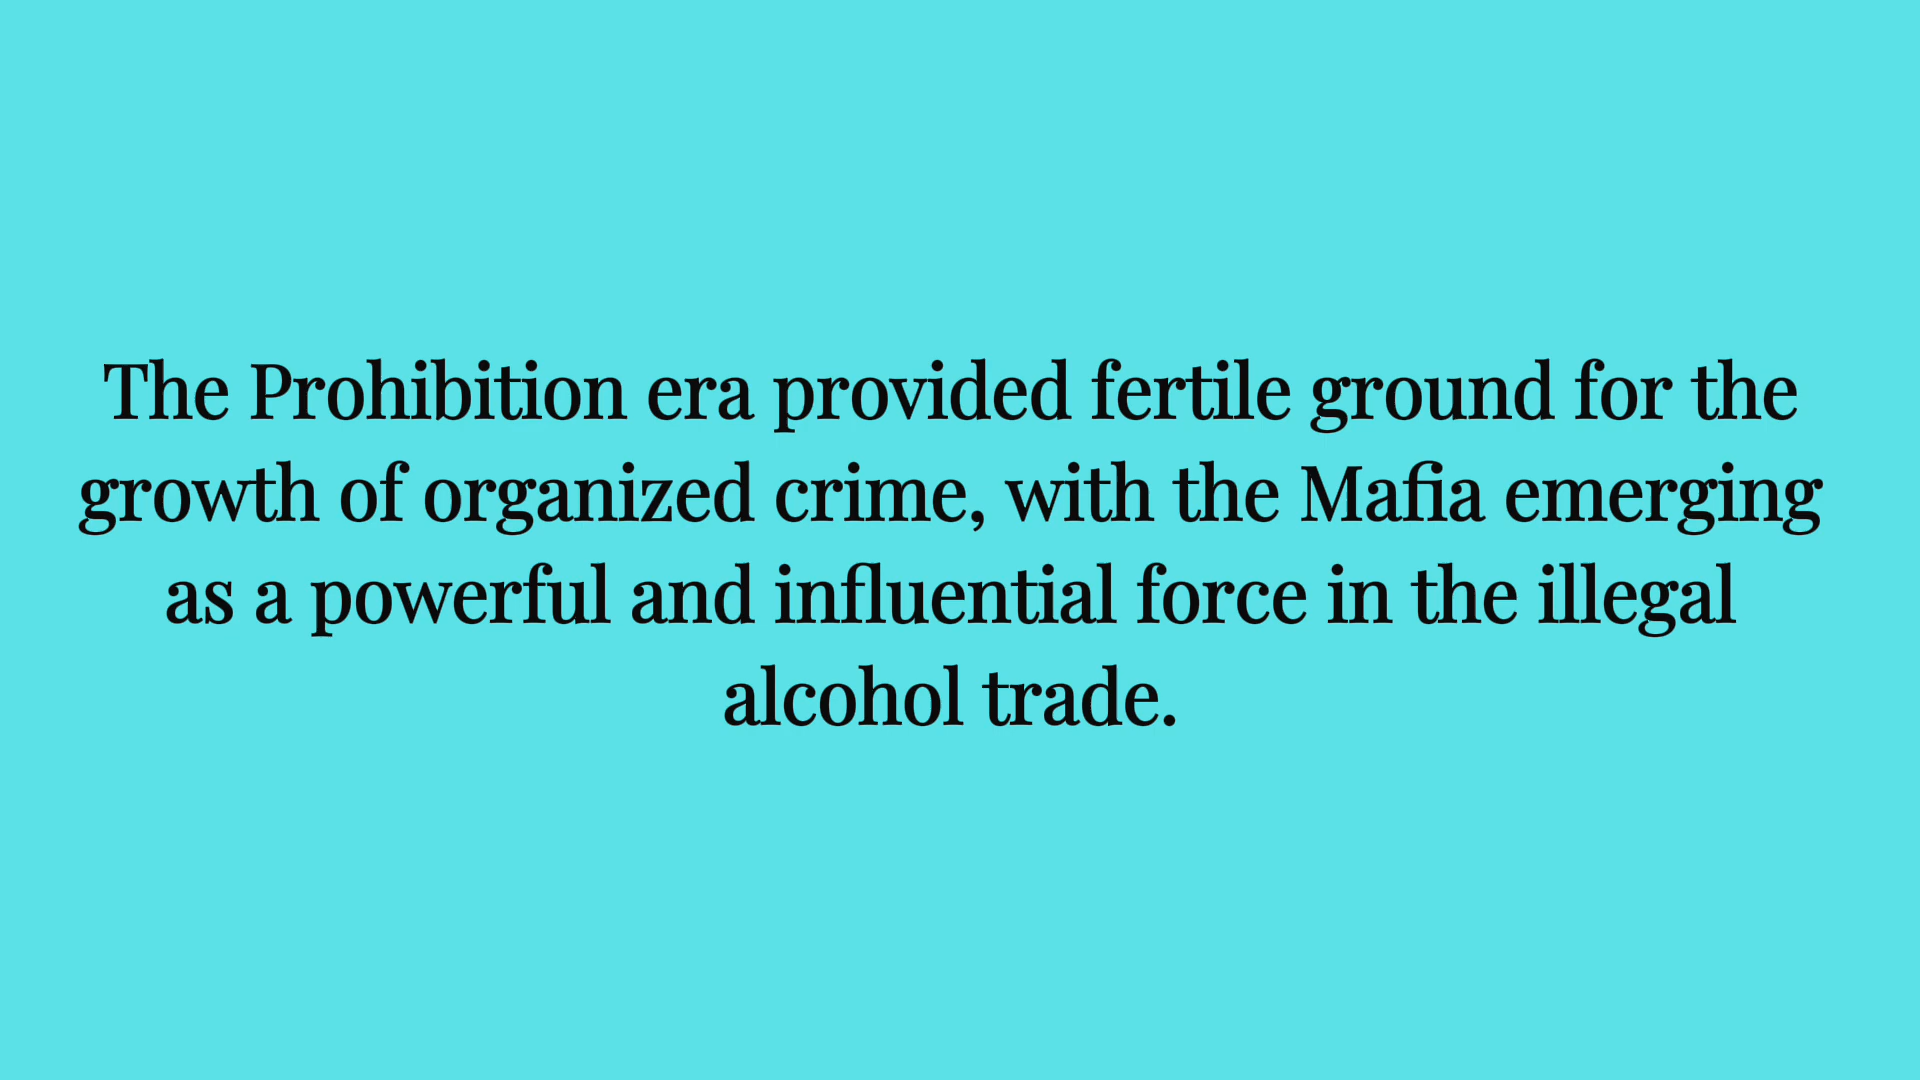 The Prohibition era provided fertile ground for the
growth of organized crime, with the Mafia emerging
as a powerful and influential force in the illegal
alcohol trade.